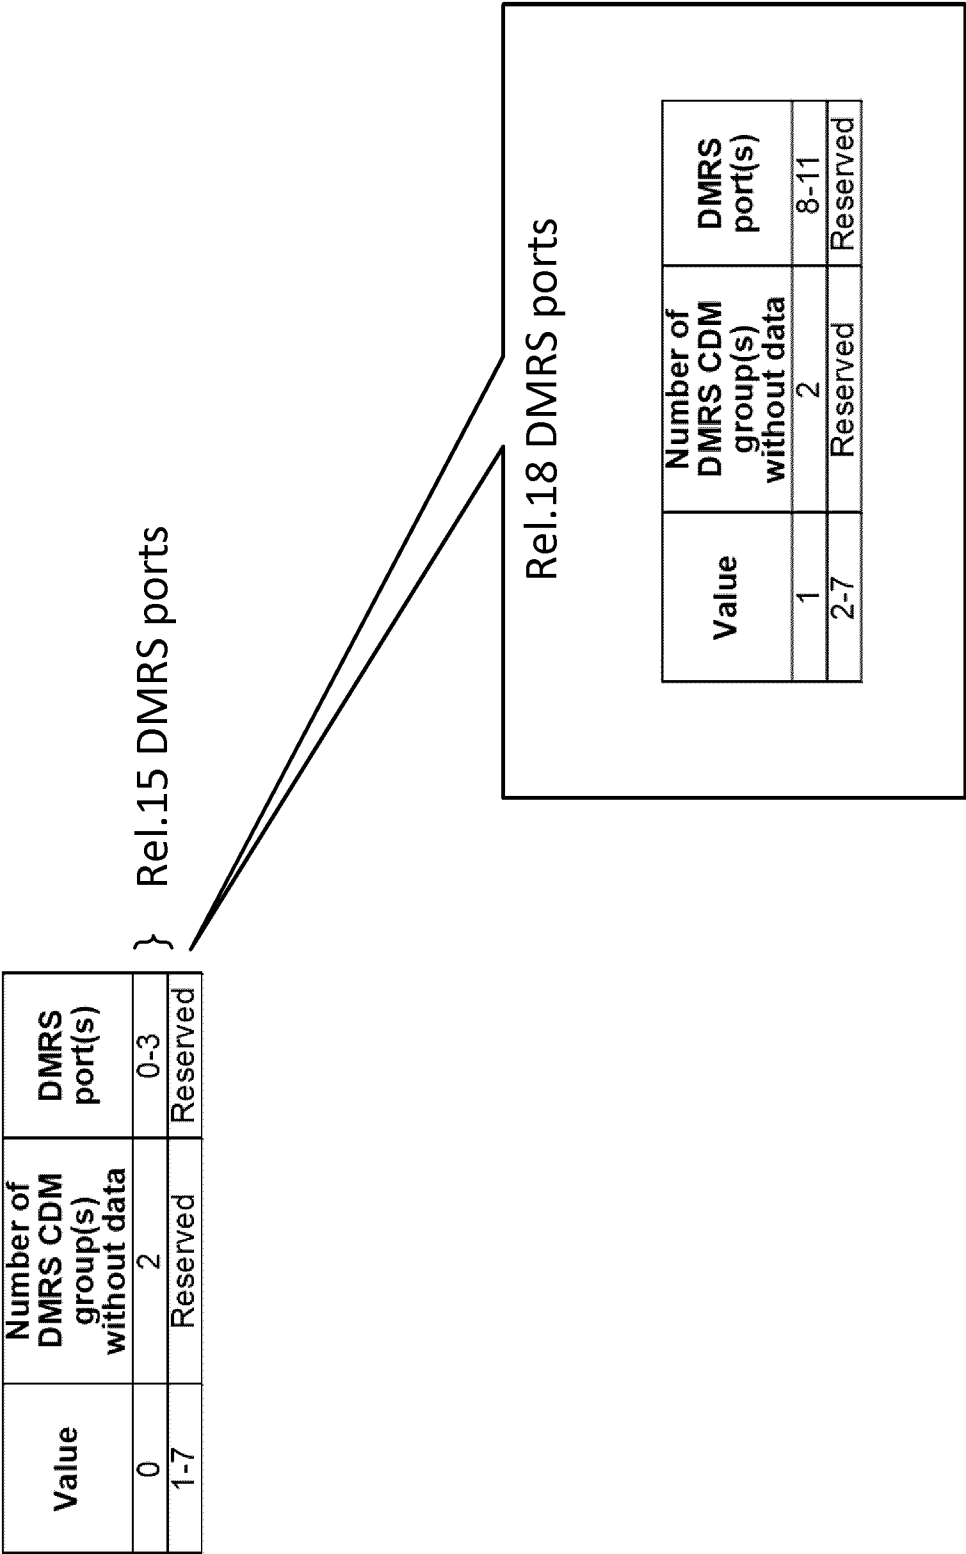 Value
Number of
DMRS CDM
group(s)
without data
DMRS
port(s)
0
2
0-3
1-7
Reserved
Reserved
} Rel.15 DMRS ports
Rel.18 DMRS ports
Value
Number of
DMRS CDM
group(s)
without data
DMRS
port(s)
1
2
8-11
2-7
Reserved
Reserved